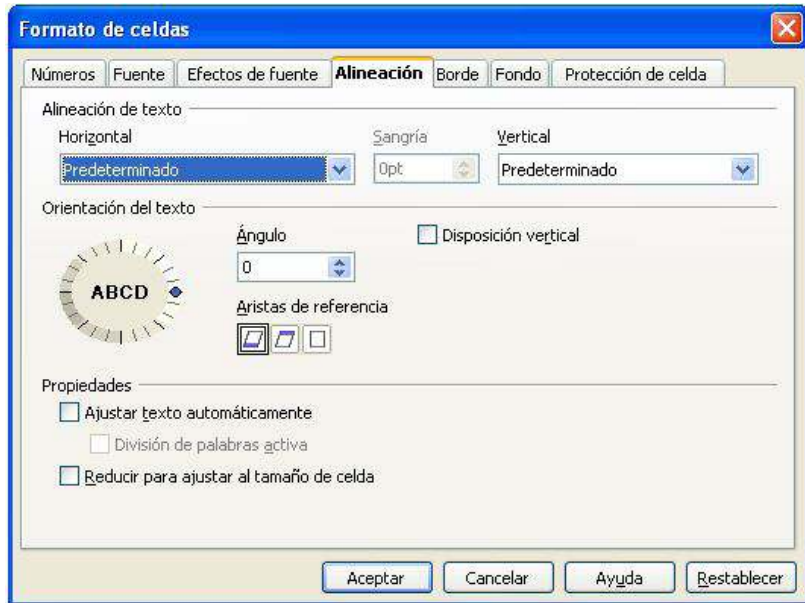 Formato de celdas
Números Fuente Efectos de fuente Alineación Borde Fondo Protección de celda
Alineación de texto
Horizontal Sangría Vertical
Predeterminado 0pt Predeterminado
Orientación del texto
Ángulo Disposición vertical
0
ABCD
Aristas de referencia
Propiedades
Ajustar texto automáticamente
División de palabras activa
Reducir para ajustar al tamaño de celda
Aceptar Cancelar Ayuda Restablecer